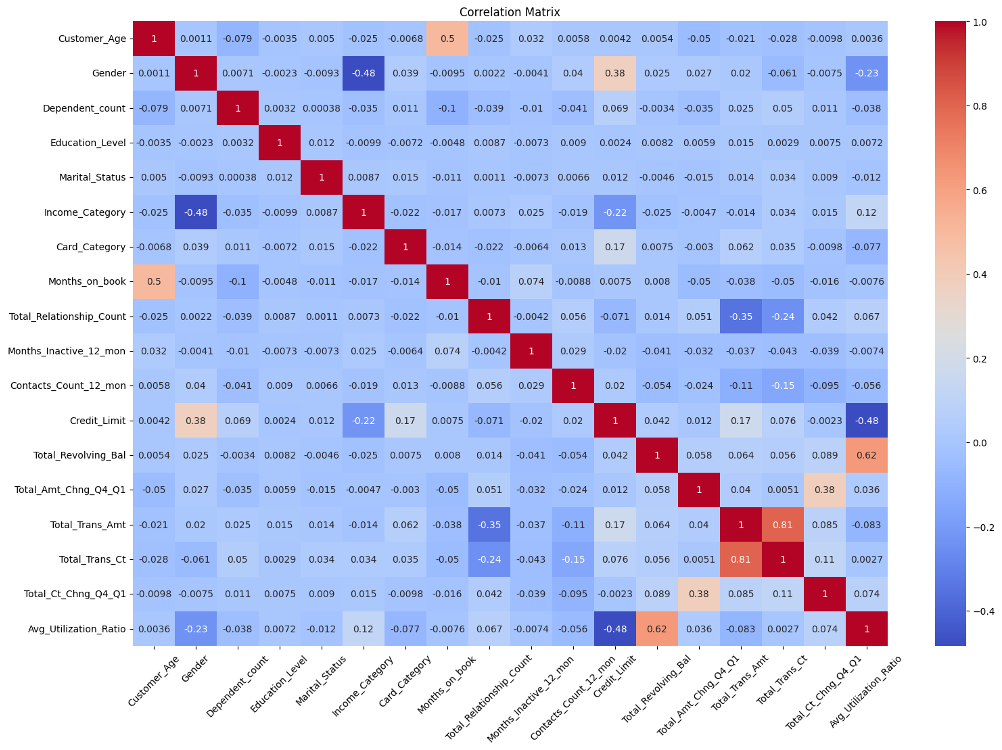 Correlation Matrix
Customer_Age 1 0.0011 -0.079 -0.0035 0.005 -0.025 -0.0068 0.5 -0.025 0.032 0.0058 0.0042 0.0054 -0.05 -0.021 -0.028 -0.0098 0.0036
Gender 0.0011 1 0.0071 -0.0023 -0.0093 -0.48 0.039 -0.0095 0.0022 -0.0041 0.04 0.38 0.025 0.027 0.02 -0.061 -0.0075 -0.23
Dependent_count -0.079 0.0071 1 0.0032 0.00038 -0.035 0.011 -0.1 -0.039 -0.01 -0.041 0.069 -0.0034 -0.035 0.025 0.05 0.011 -0.038
Education_Level -0.0035 -0.0023 0.0032 1 0.012 -0.0099 -0.0072 -0.0048 0.0087 -0.0073 0.009 0.0024 0.0082 0.0059 0.015 0.0029 0.0075 0.0072
Marital_Status 0.005 -0.0093 0.00038 0.012 1 0.0087 0.015 -0.011 0.0011 -0.0073 0.0066 0.012 -0.0046 -0.015 0.014 0.034 0.009 -0.012
Income_Category -0.025 -0.48 -0.035 -0.0099 0.0087 1 -0.022 -0.017 0.0073 0.025 -0.019 -0.22 -0.025 -0.0047 -0.014 0.034 0.015 0.12
Card_Category -0.0068 0.039 0.011 -0.0072 0.015 -0.022 1 -0.014 -0.022 -0.0064 0.013 0.17 0.0075 -0.003 0.062 0.035 -0.0098 -0.077
Months_on_book 0.5 -0.0095 -0.1 -0.0048 -0.011 -0.017 -0.014 1 -0.01 0.074 -0.0088 0.0075 0.008 -0.05 -0.038 -0.05 -0.016 -0.0076
Total_Relationship_Count -0.025 0.0022 -0.039 0.0087 0.0011 0.0073 -0.022 -0.01 1 -0.0042 0.056 -0.071 0.014 0.051 -0.35 -0.24 0.042 0.067
Months_Inactive_12_mon 0.032 -0.0041 -0.01 -0.0073 -0.0073 0.025 -0.0064 0.074 -0.0042 1 0.029 -0.02 -0.041 -0.032 -0.037 -0.043 -0.039 -0.0074
Contacts_Count_12_mon 0.0058 0.04 -0.041 0.009 0.0066 -0.019 0.013 -0.0088 0.056 0.029 1 0.02 -0.054 -0.024 -0.11 -0.15 -0.095 -0.056
Credit_Limit 0.0042 0.38 0.069 0.0024 0.012 -0.22 0.17 0.0075 -0.071 -0.02 0.02 1 0.042 0.012 0.17 0.076 -0.0023 -0.48
Total_Revolving_Bal 0.0054 0.025 -0.0034 0.0082 -0.0046 -0.025 0.0075 0.008 0.014 -0.041 -0.054 0.042 1 0.058 0.064 0.056 0.089 0.62
Total_Amt_Chng_Q4_Q1 -0.05 0.027 -0.035 0.0059 -0.015 -0.0047 -0.003 -0.05 0.051 -0.032 -0.024 0.012 0.058 1 0.04 0.0051 0.38 0.036
Total_Trans_Amt -0.021 0.02 0.025 0.015 0.014 -0.014 0.062 -0.038 -0.35 -0.037 -0.11 0.17 0.064 0.04 1 0.81 0.085 -0.083
Total_Trans_Ct -0.028 -0.061 0.05 0.0029 0.034 0.034 0.035 -0.05 -0.24 -0.043 -0.15 0.076 0.056 0.0051 0.81 1 0.11 0.0027
Total_Ct_Chng_Q4_Q1 -0.0098 -0.0075 0.011 0.0075 0.009 0.015 -0.0098 -0.016 0.042 -0.039 -0.095 -0.0023 0.089 0.38 0.085 0.11 1 0.074
Avg_Utilization_Ratio 0.0036 -0.23 -0.038 0.0072 -0.012 0.12 -0.077 -0.0076 0.067 -0.0074 -0.056 -0.48 0.62 0.036 -0.083 0.0027 0.074 1
Customer_Age
Gender
Dependent_count
Education_Level
Marital_Status
Income_Category
Card_Category
Months_on_book
Total_Relationship_Count
Months_Inactive_12_mon
Contacts_Count_12_mon
Credit_Limit
Total_Revolving_Bal
Total_Amt_Chng_Q4_Q1
Total_Trans_Amt
Total_Trans_Ct
Total_Ct_Chng_Q4_Q1
Avg_Utilization_Ratio
1.0
0.8
0.6
0.4
0.2
0.0
−0.2
−0.4